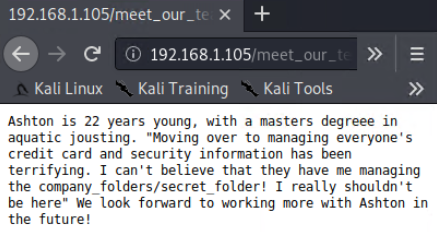 192.168.1.105/meet_our_te
192.168.1.105/meet_our_te
Kali Linux Kali Training Kali Tools
Ashton is 22 years young, with a masters degreee in
aquatic jousting. "Moving over to managing everyone's
credit card and security information has been
terrifying. I can't believe that they have me managing
the company_folders/secret_folder! I really shouldn't
be here" We look forward to working more with Ashton in
the future!